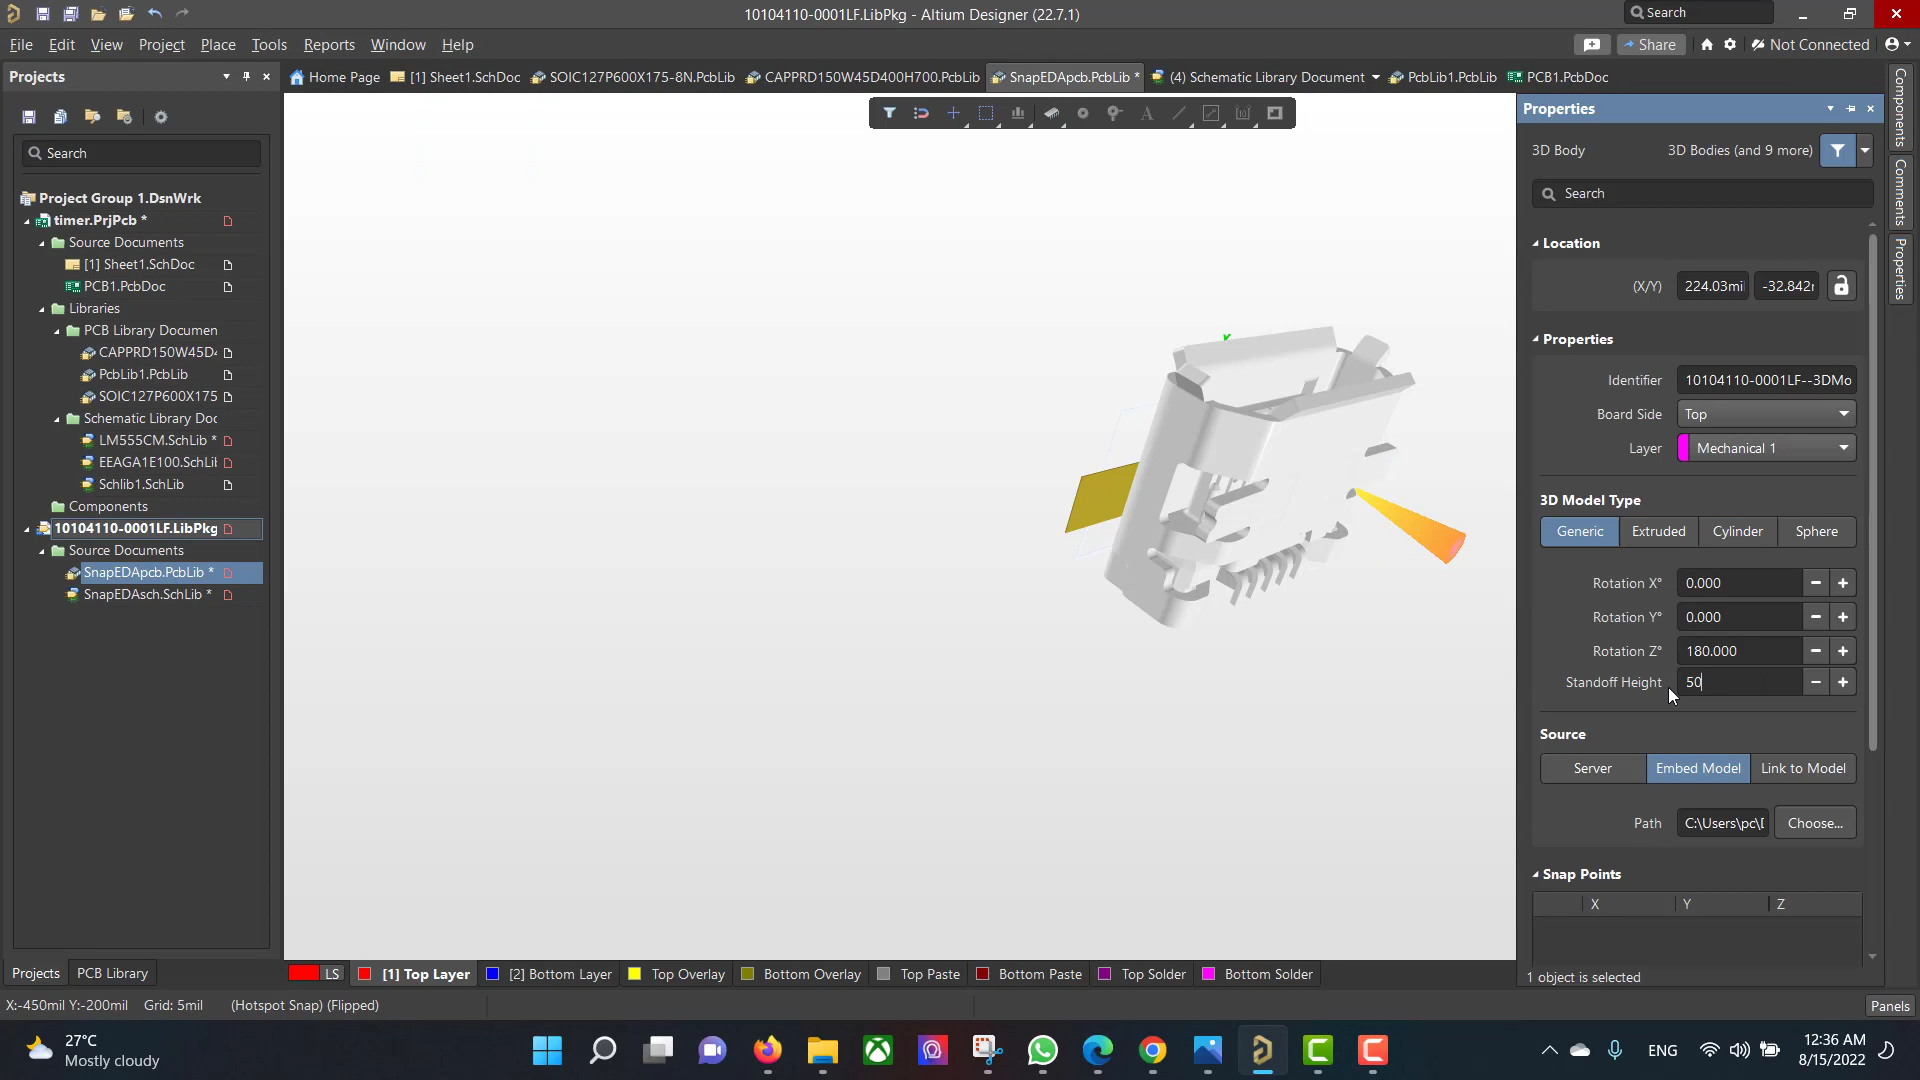 10104110-0001LF.LibPkg - Altium Designer (22.7.1)
Search
File Edit View Project Place Tools Reports Window Help
Share
Not Connected
Projects
Home Page
[1] Sheet1.SchDoc
SOIC127P600X175-8N.PcbLib
CAPPRD150W45D400H700.PcbLib
SnapEDApcb.PcbLib *
(4) Schematic Library Document
PcbLib1.PcbLib
PCB1.PcbDoc
Search
Project Group 1.DsnWrk
timer.PrjPcb *
Source Documents
[1] Sheet1.SchDoc
PCB1.PcbDoc
Libraries
PCB Library Documen
CAPPRD150W45D4
PcbLib1.PcbLib
SOIC127P600X175
Schematic Library Doc
LM555CM.SchLib *
EEAGA1E100.SchLi
Schlib1.SchLib
Components
10104110-0001LF.LibPkg
Source Documents
SnapEDApcb.PcbLib *
SnapEDAsch.SchLib *
Projects
PCB Library
Y
Properties
3D Body
3D Bodies (and 9 more)
Search
Location
(X/Y) 224.03mi -32.842r
Properties
Identifier 10104110-0001LF--3DMo
Board Side Top
Layer Mechanical 1
3D Model Type
Generic Extruded Cylinder Sphere
Rotation X° 0.000
Rotation Y° 0.000
Rotation Z° 180.000
Standoff Height 50
Source
Server Embed Model Link to Model
Path C:\Users\pc\ Choose...
Snap Points
X Y Z
1 object is selected
Components
Comments
Properties
LS
[1] Top Layer
[2] Bottom Layer
Top Overlay
Bottom Overlay
Top Paste
Bottom Paste
Top Solder
Bottom Solder
X:-450mil Y:-200mil Grid: 5mil (Hotspot Snap) (Flipped)
Panels
27°C
Mostly cloudy
ENG
12:36 AM
8/15/2022